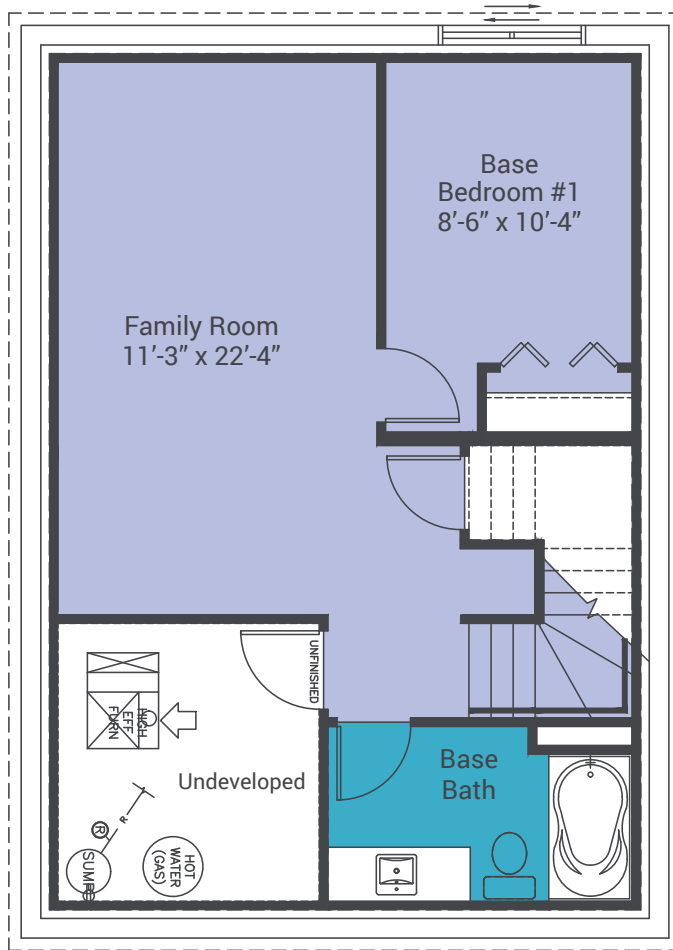 Base
Bedroom #1
8’-6” x 10’-4”
Family Room
11’-3” x 22’-4”
UNFINISHED
HIGH
EFF
FURN
Undeveloped
R
R
SUMP
HOT
WATER
(GAS)
Base
Bath